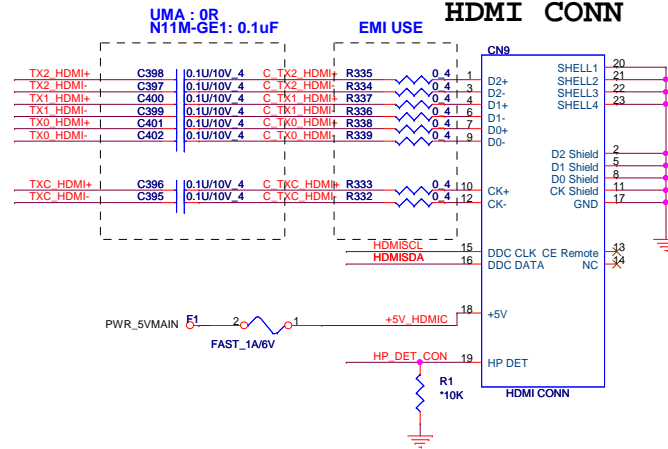 HDMI CONN
UMA : 0R
N11M-GE1: 0.1uF
EMI USE
CN9
TX2_HDMI+ C398 0.1U/10V_4 C_TX2_HDMI+ R335 0_4 1 D2+
TX2_HDMI- C397 0.1U/10V_4 C_TX2_HDMI- R334 0_4 3 D2-
TX1_HDMI+ C400 0.1U/10V_4 C_TX1_HDMI+ R337 0_4 4 D1+
TX1_HDMI- C399 0.1U/10V_4 C_TX1_HDMI- R336 0_4 6 D1-
TX0_HDMI+ C401 0.1U/10V_4 C_TX0_HDMI+ R338 0_4 7 D0+
TX0_HDMI- C402 0.1U/10V_4 C_TX0_HDMI- R339 0_4 9 D0-
TXC_HDMI+ C396 0.1U/10V_4 C_TXC_HDMI+ R333 0_4 10 CK+
TXC_HDMI- C395 0.1U/10V_4 C_TXC_HDMI- R332 0_4 12 CK-
SHELL1 20
SHELL2 21
SHELL3 22
SHELL4 23
D2 Shield 2
D1 Shield 5
D0 Shield 8
CK Shield 11
GND 17
HDMISCL 15 DDC CLK CE Remote 13
HDMISDA 16 DDC DATA NC 14
PWR_5VMAIN F1 2 1 +5V_HDMIC 18 +5V
FAST_1A/6V
HP_DET_CON 19 HP DET
R1
*10K
HDMI CONN